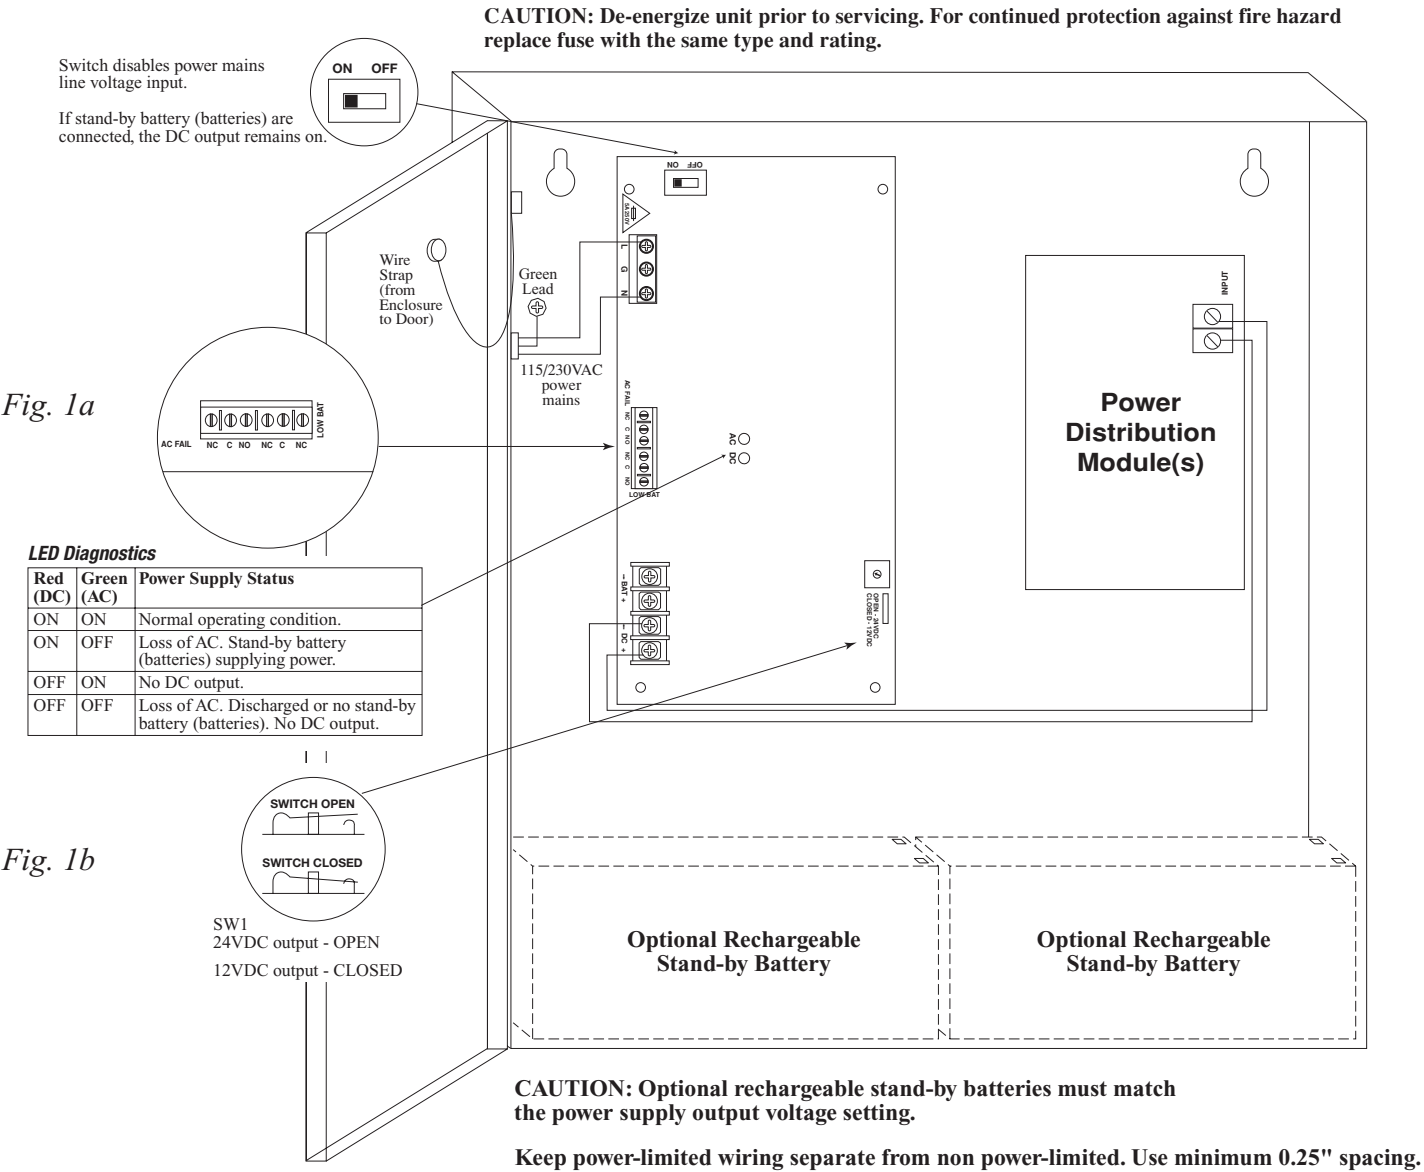 CAUTION: De-energize unit prior to servicing. For continued protection against fire hazard
replace fuse with the same type and rating.
Switch disables power mains
line voltage input.
If stand-by battery (batteries) are
connected, the DC output remains on.
ON OFF
ON OFF
5A 250V
L
G
N
Wire
Strap
(from
Enclosure
to Door)
Green
Lead
115/230VAC
power
mains
INPUT
Power
Distribution
Module(s)
Fig. 1a
AC FAIL
NC C NO NC C NC
LOW BAT
AC FAIL
NC
C
NO
NC
C
NO
LOW BAT
AC
DC
LED Diagnostics
Red (DC) Green (AC) Power Supply Status
ON ON Normal operating condition.
ON OFF Loss of AC. Stand-by battery
(batteries) supplying power.
OFF ON No DC output.
OFF OFF Loss of AC. Discharged or no stand-by
battery (batteries). No DC output.
– BAT +
– DC +
OPEN - 24VDC
CLOSED - 12VDC
Fig. 1b
SWITCH OPEN
SWITCH CLOSED
SW1
24VDC output - OPEN
12VDC output - CLOSED
Optional Rechargeable
Stand-by Battery
Optional Rechargeable
Stand-by Battery
CAUTION: Optional rechargeable stand-by batteries must match
the power supply output voltage setting.
Keep power-limited wiring separate from non power-limited. Use minimum 0.25" spacing.